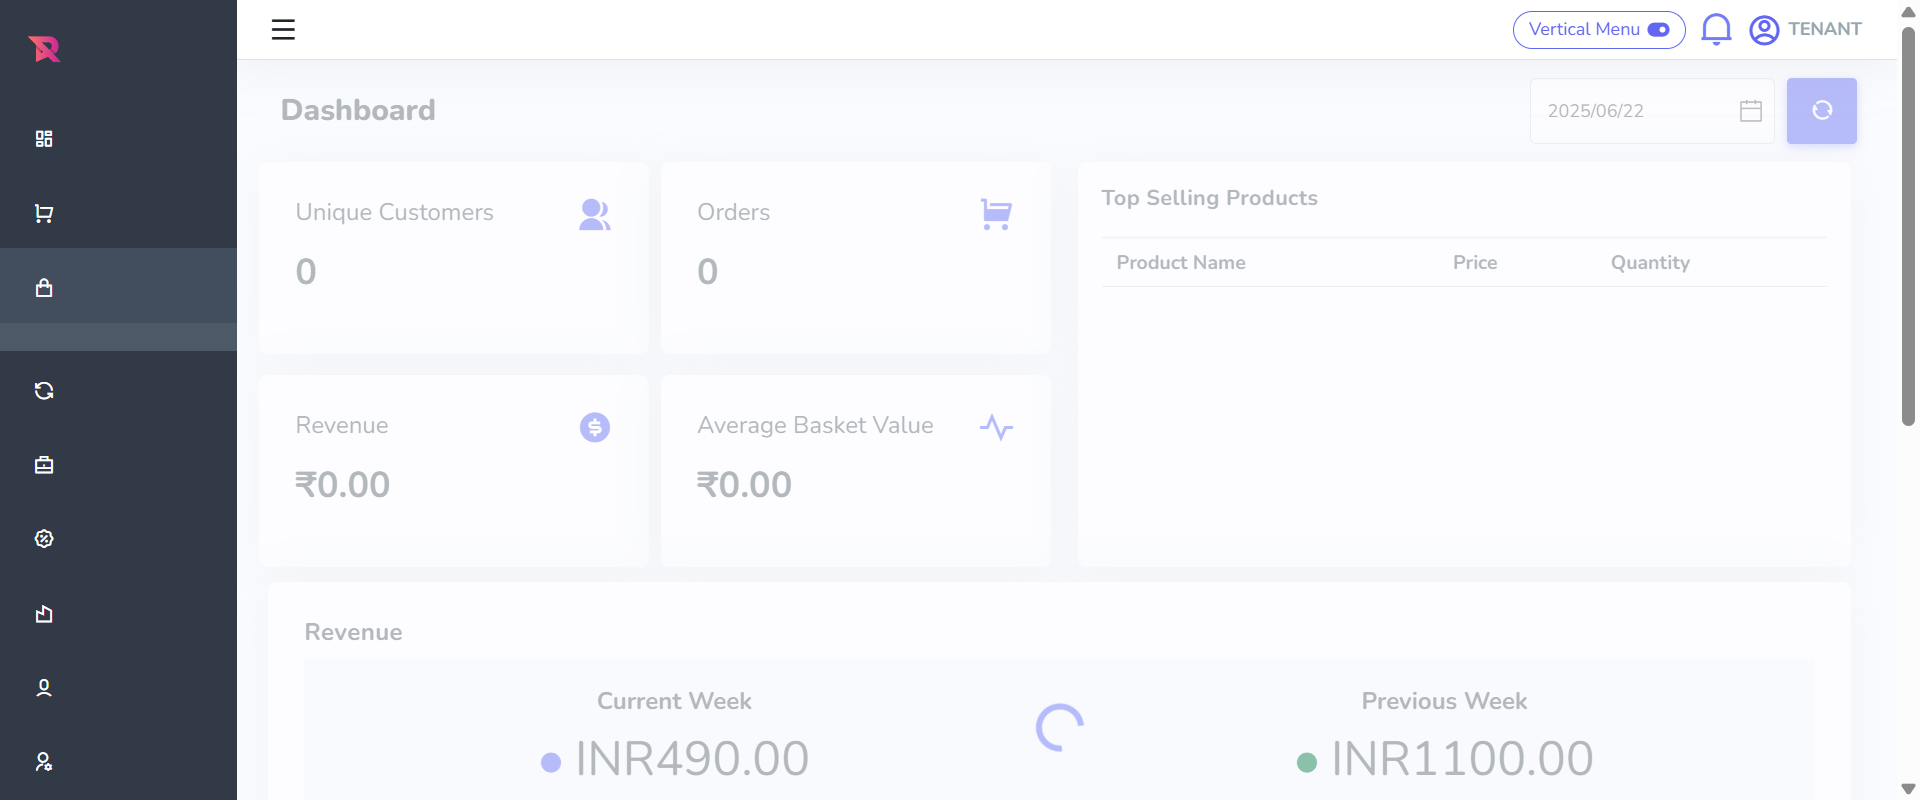 Vertical Menu
TENANT
Dashboard
2025/06/22
Unique Customers
0
Orders
0
Top Selling Products
Product Name Price Quantity
Revenue
₹0.00
Average Basket Value
₹0.00
Revenue
Current Week
INR490.00
Previous Week
INR1100.00